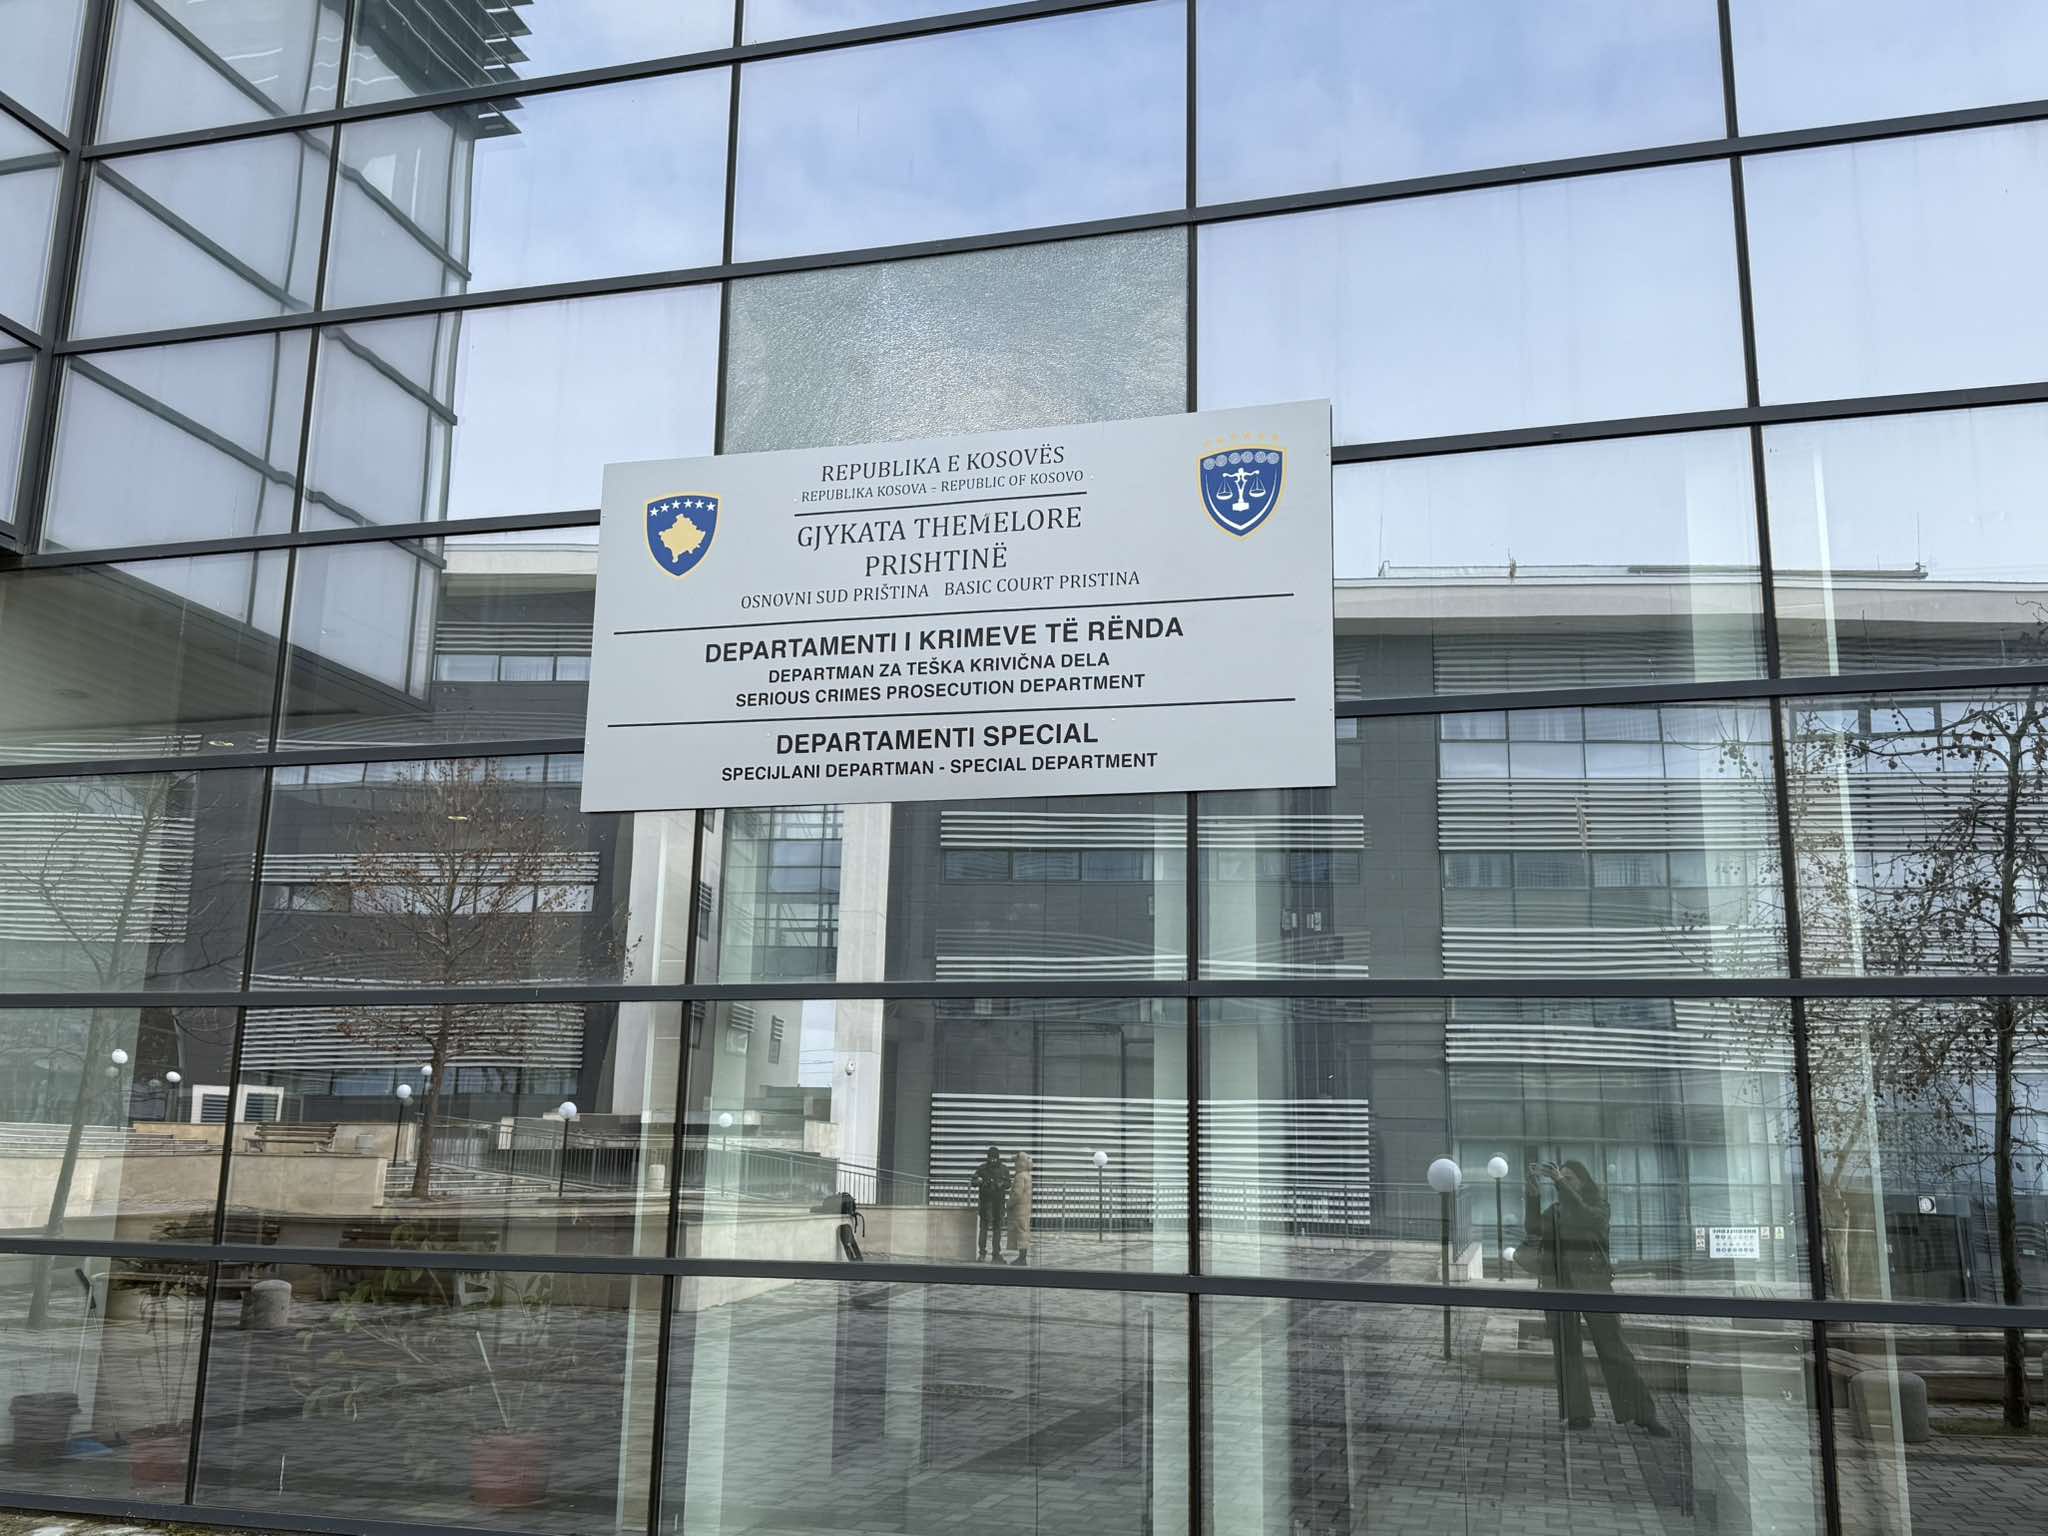 REPUBLIKA E KOSOVËS
REPUBLIKA KOSOVA - REPUBLIC OF KOSOVO
GJYKATA THEMELORE
PRISHTINË
OSNOVNI SUD PRIŠTINA BASIC COURT PRISTINA
DEPARTAMENTI I KRIMEVE TË RËNDA
DEPARTMAN ZA TEŠKA KRIVIČNA DELA
SERIOUS CRIMES PROSECUTION DEPARTMENT
DEPARTAMENTI SPECIAL
SPECIJLANI DEPARTMAN - SPECIAL DEPARTMENT